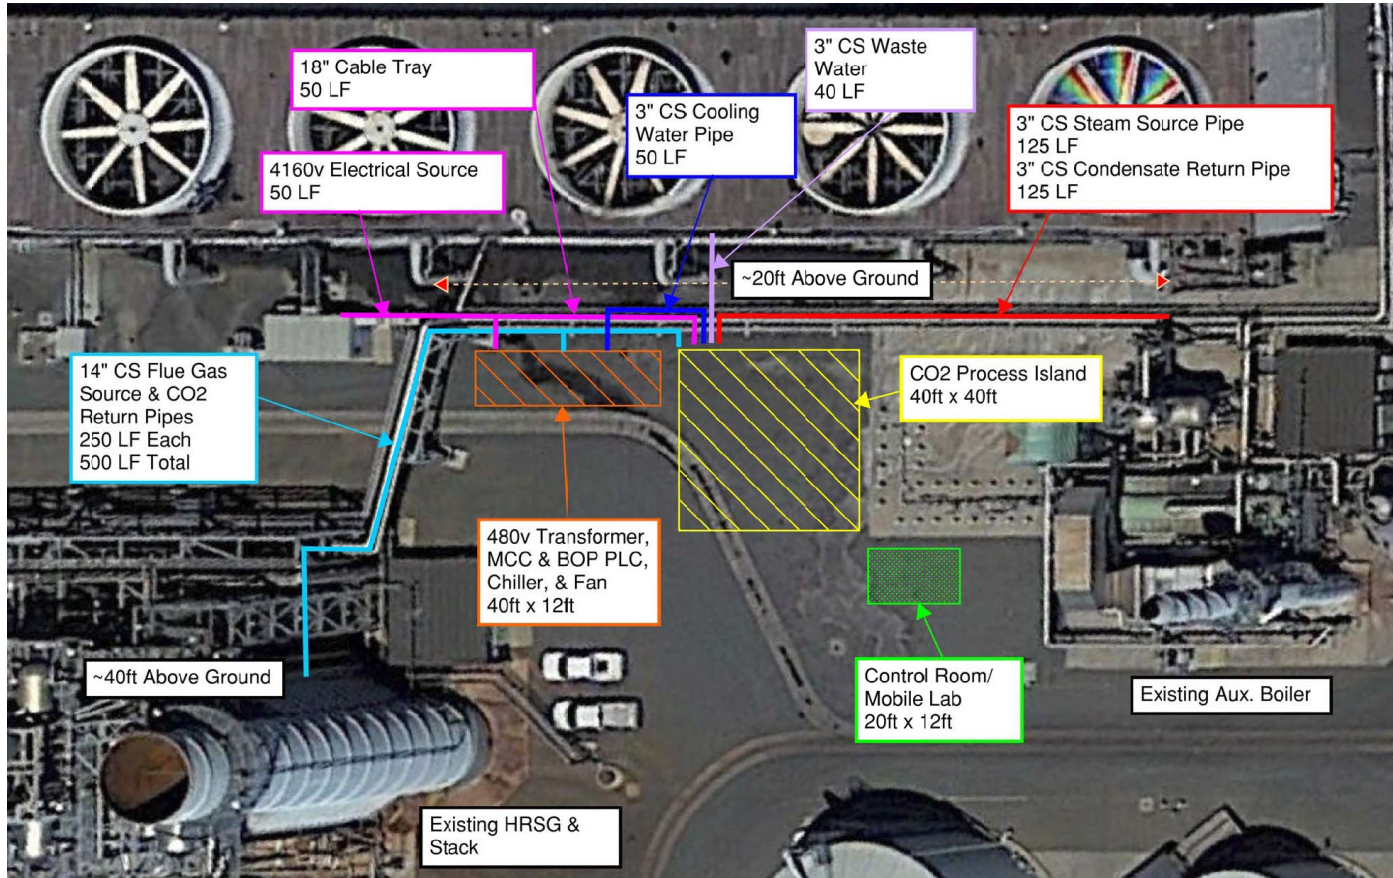 18" Cable Tray
50 LF
3" CS Waste
Water
40 LF
3" CS Cooling
Water Pipe
50 LF
3" CS Steam Source Pipe
125 LF
3" CS Condensate Return Pipe
125 LF
4160v Electrical Source
50 LF
~20ft Above Ground
14" CS Flue Gas
Source & CO2
Return Pipes
250 LF Each
500 LF Total
CO2 Process Island
40ft x 40ft
480v Transformer,
MCC & BOP PLC,
Chiller, & Fan
40ft x 12ft
~40ft Above Ground
Control Room/
Mobile Lab
20ft x 12ft
Existing Aux. Boiler
Existing HRSG &
Stack